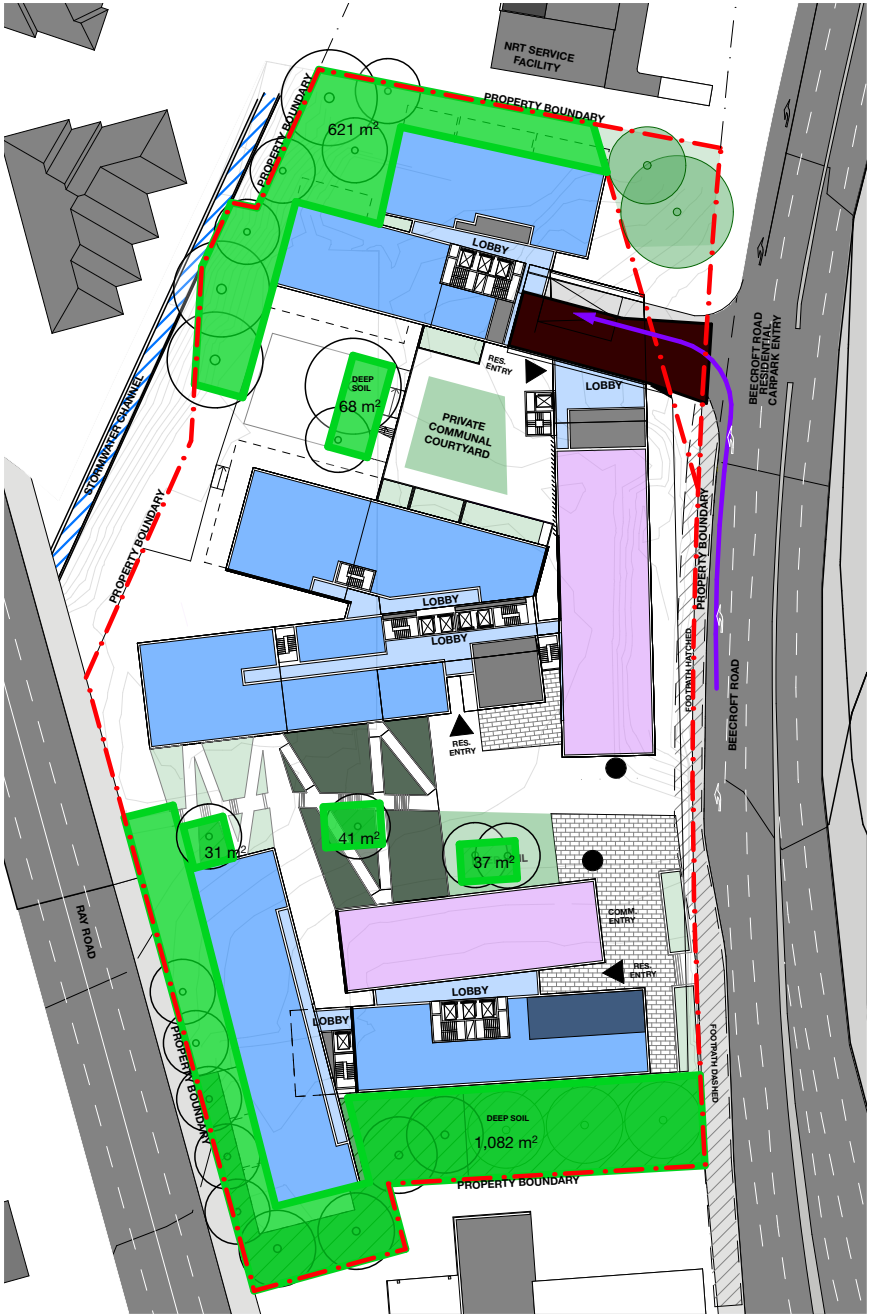 NRT SERVICE
FACILITY
PROPERTY BOUNDARY
PROPERTY BOUNDARY
621 m²
LOBBY
BEECROFT ROAD
RESIDENTIAL
CARPARK ENTRY
RES.
ENTRY
LOBBY
DEEP
SOIL
68 m²
PRIVATE
COMMUNAL
COURTYARD
STORMWATER CHANNEL
PROPERTY BOUNDARY
PROPERTY BOUNDARY
LOBBY
LOBBY
FOOTPATH HATCHED
BEECROFT ROAD
RES.
ENTRY
31 m²
41 m²
37 m²
IL
RAY ROAD
COMM.
ENTRY
RES.
ENTRY
LOBBY
LOBBY
PROPERTY BOUNDARY
FOOTPATH DASHED
DEEP SOIL
1,082 m²
PROPERTY BOUNDARY